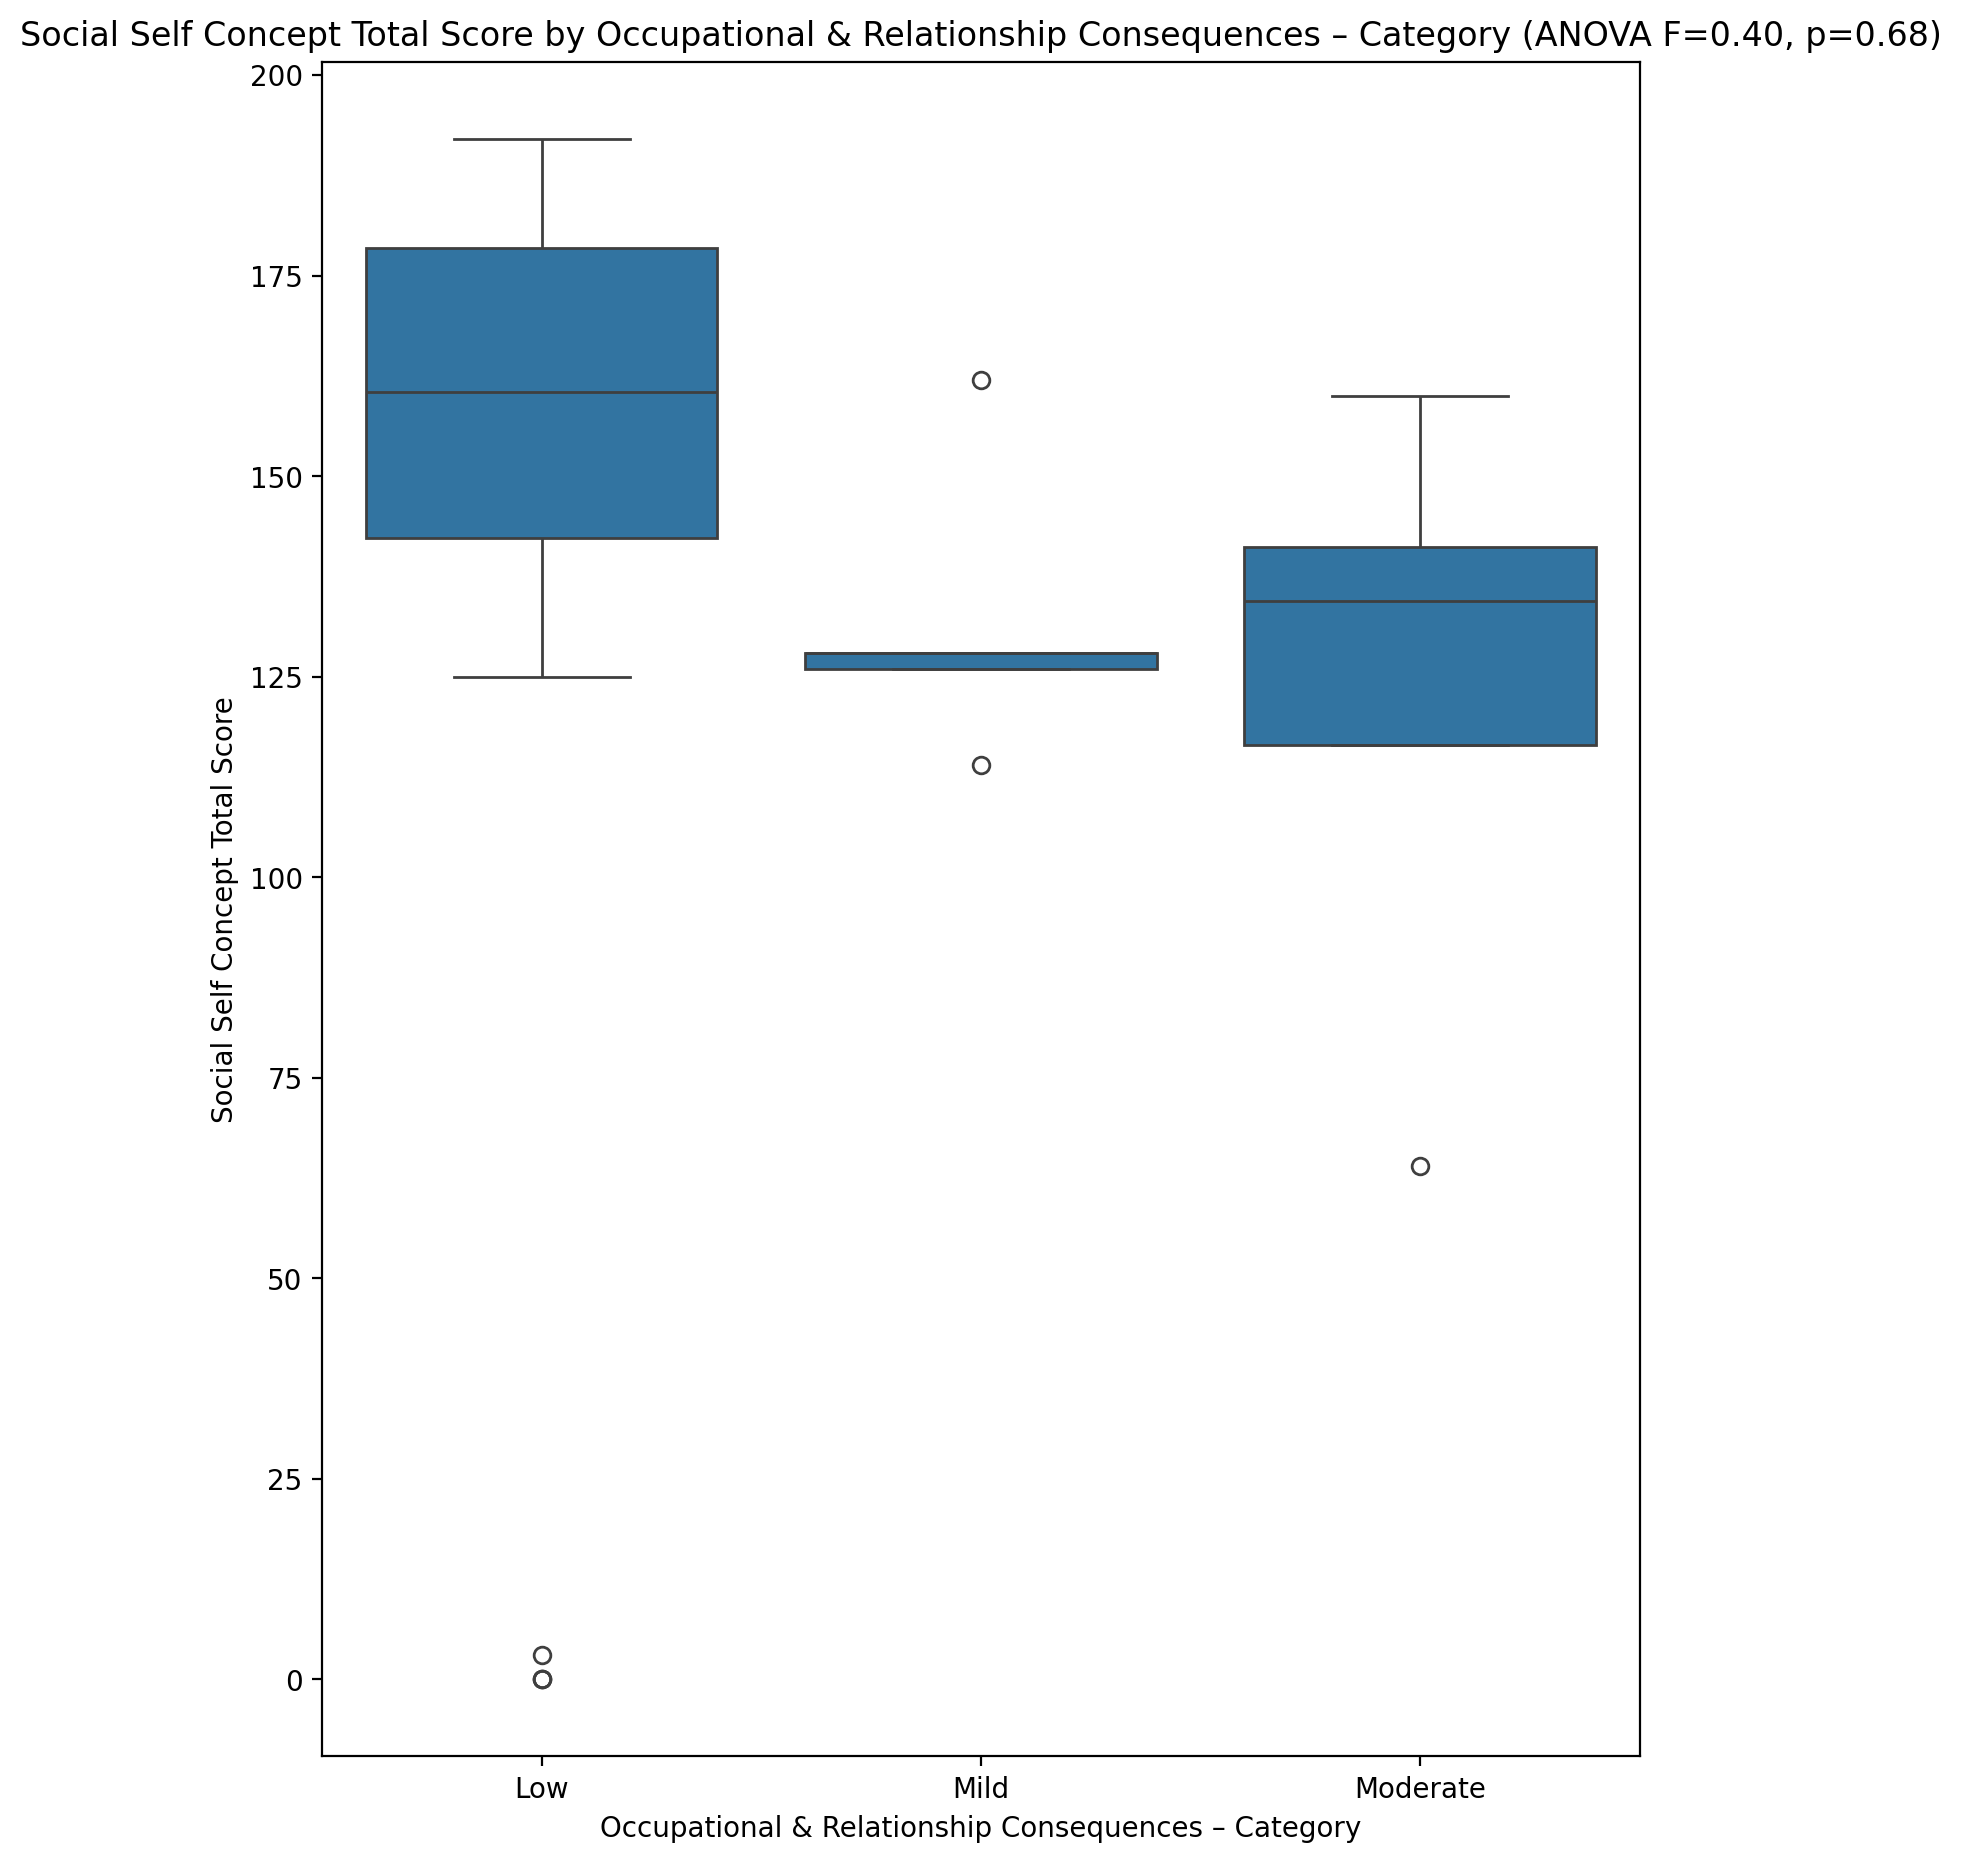 Social Self Concept Total Score by Occupational & Relationship Consequences – Category (ANOVA F=0.40, p=0.68)
200
175
150
125
100
75
50
25
0
Social Self Concept Total Score
Low
Mild
Moderate
Occupational & Relationship Consequences – Category